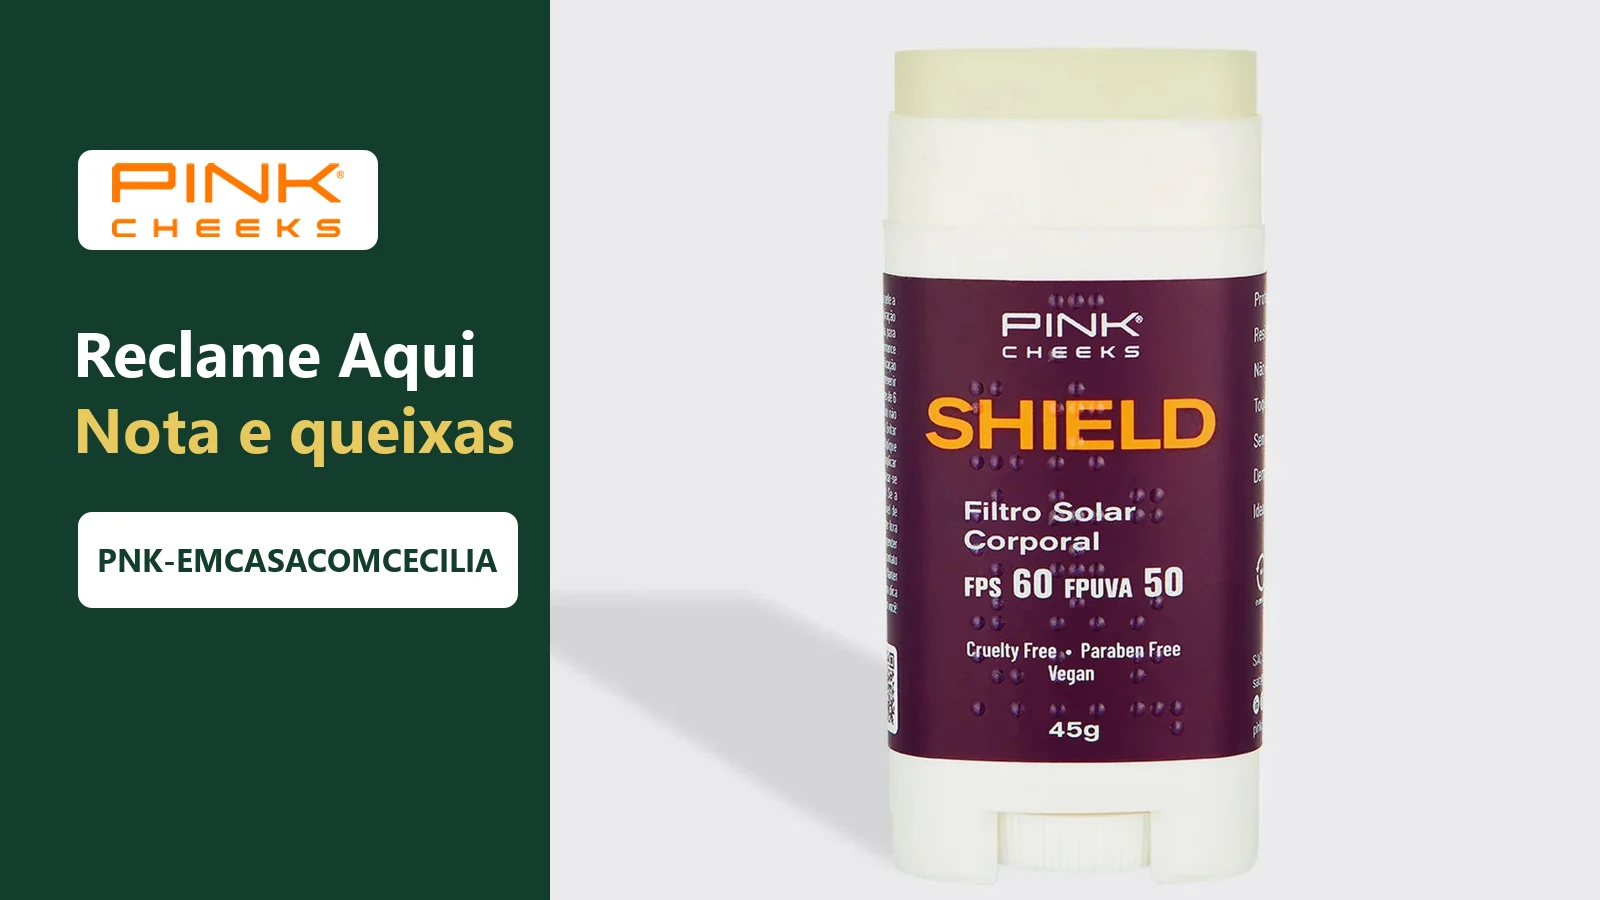 PINK®
CHEEKS
Reclame Aqui
Nota e queixas
PNK-EMCASACOMCECILIA
PINK®
CHEEKS
SHIELD
Filtro Solar
Corporal
FPS 60 FPUVA 50
Cruelty Free • Paraben Free
Vegan
45g